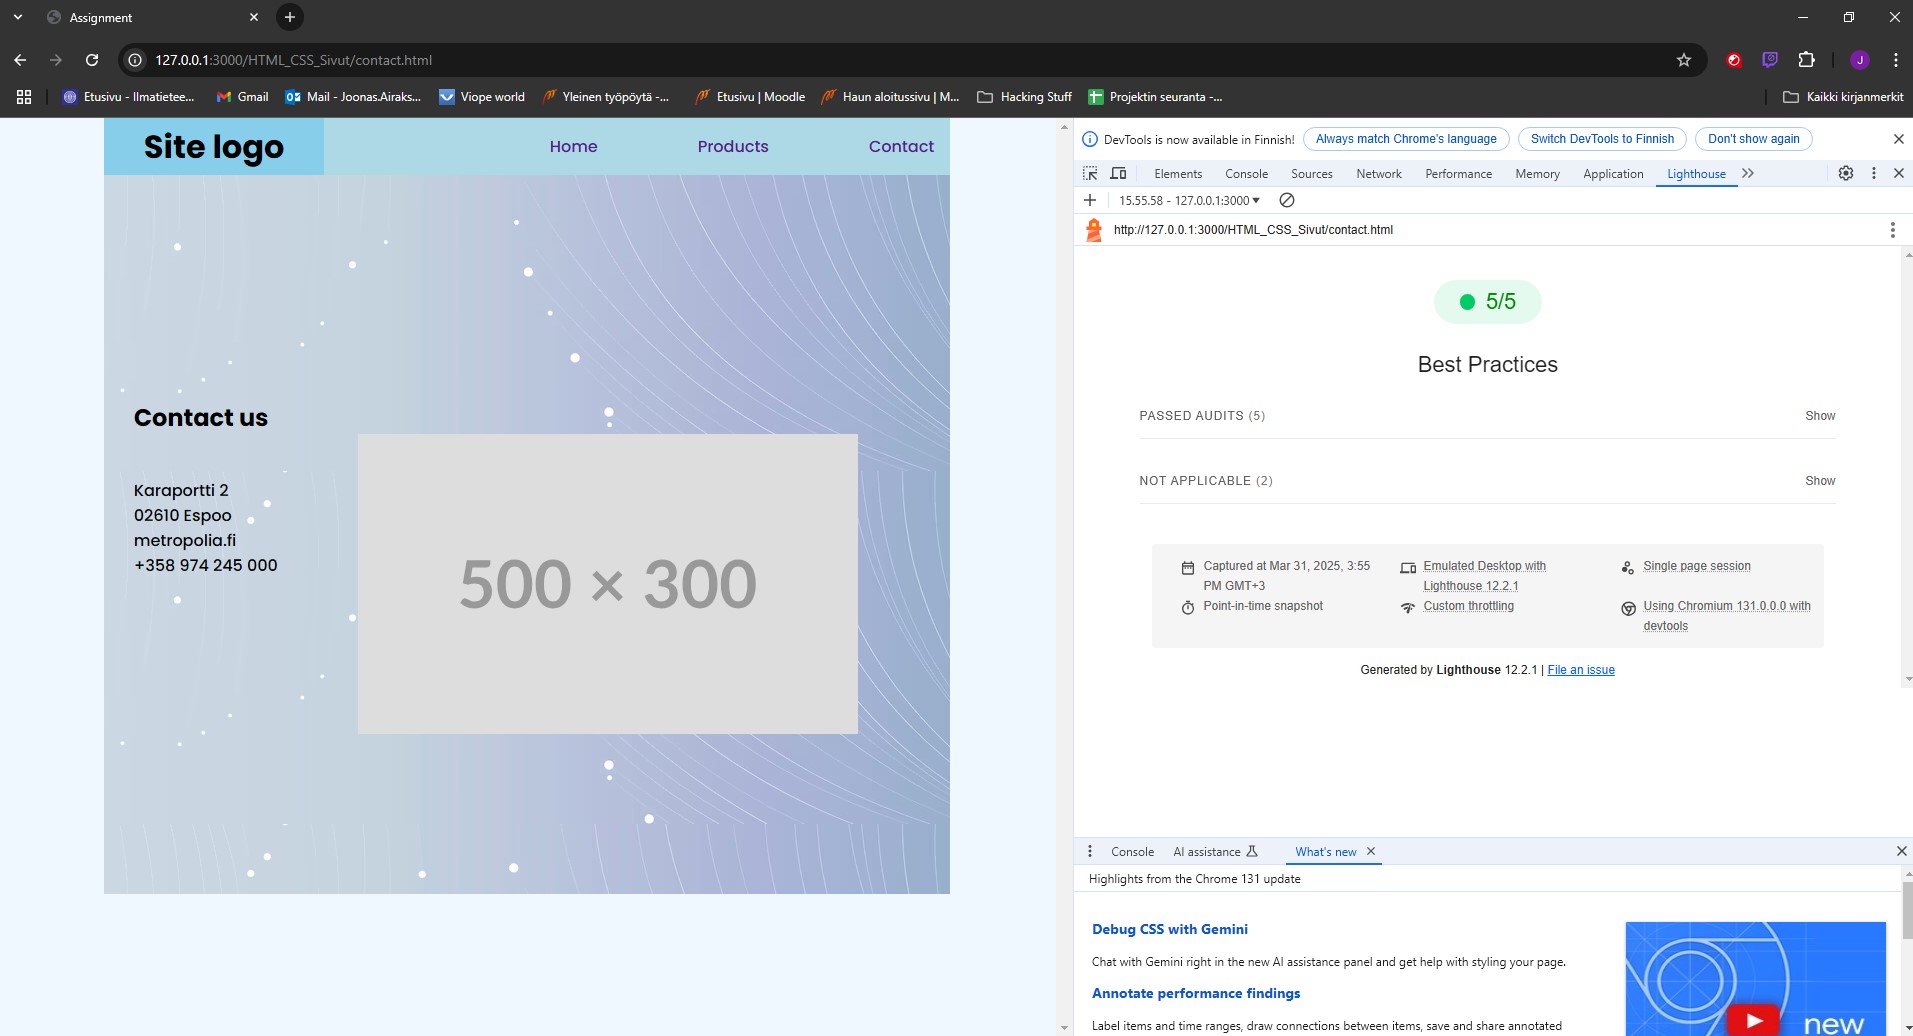 Assignment
127.0.0.1:3000/HTML_CSS_Sivut/contact.html
J
Etusivu - Ilmatietee...
Gmail
Mail - Joonas.Airaks...
Viope world
Yleinen työpöytä -...
Etusivu | Moodle
Haun aloitussivu | M...
Hacking Stuff
Projektin seuranta -...
Kaikki kirjanmerkit
Site logo
Home
Products
Contact
Contact us
Karaportti 2
02610 Espoo
metropolia.fi
+358 974 245 000
500 × 300
DevTools is now available in Finnish!
Always match Chrome's language
Switch DevTools to Finnish
Don't show again
Elements
Console
Sources
Network
Performance
Memory
Application
Lighthouse
15.55.58 - 127.0.0.1:3000
http://127.0.0.1:3000/HTML_CSS_Sivut/contact.html
5/5
Best Practices
PASSED AUDITS (5)
Show
NOT APPLICABLE (2)
Show
Captured at Mar 31, 2025, 3:55
PM GMT+3
Emulated Desktop with
Lighthouse 12.2.1
Single page session
Point-in-time snapshot
Custom throttling
Using Chromium 131.0.0.0 with
devtools
Generated by Lighthouse 12.2.1 | File an issue
Console
AI assistance
What's new
Highlights from the Chrome 131 update
Debug CSS with Gemini
Chat with Gemini right in the new AI assistance panel and get help with styling your page.
Annotate performance findings
Label items and time ranges, draw connections between items, save and share annotated
new